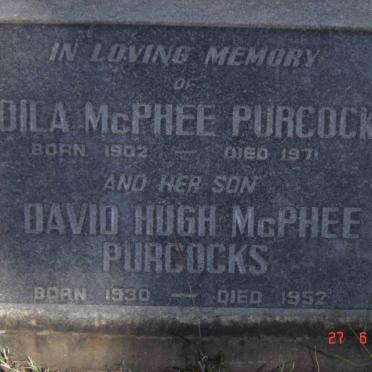 IN LOVING MEMORY
OF
DILA McPHEE PURCOCK
BORN 1902 — DIED 1971
AND HER SON
DAVID HUGH McPHEE
PURCOCKS
BORN 1930 — DIED 1952
27 6